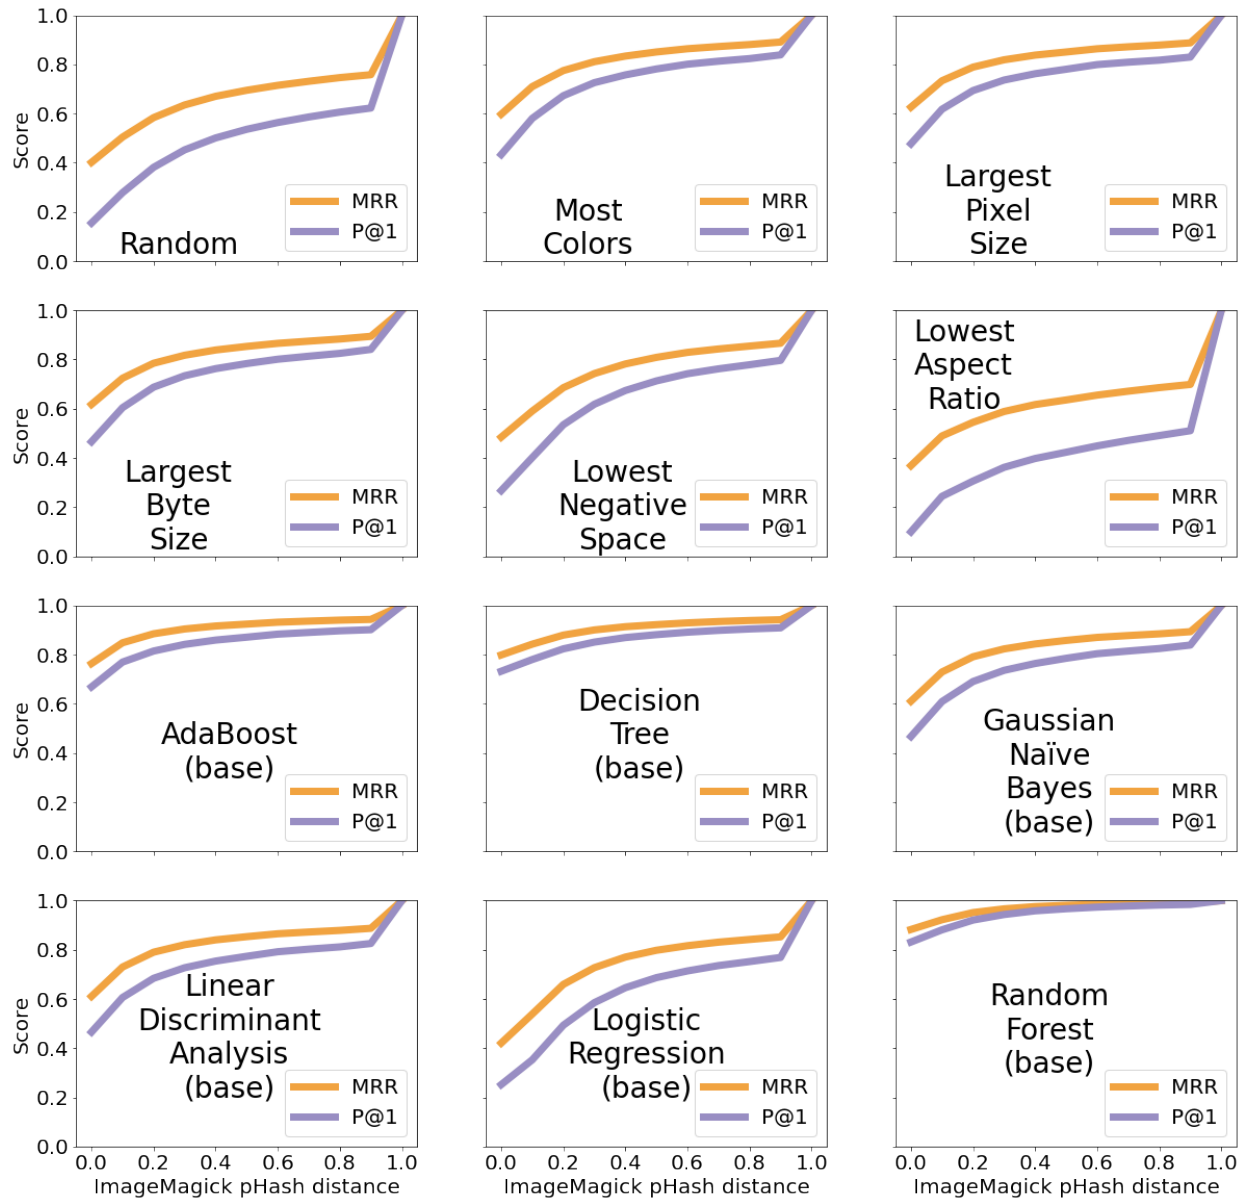 1.0
0.8
0.6
0.4
0.2
0.0
Score
Random
MRR
P@1
Most
Colors
MRR
P@1
Largest
Pixel
Size
MRR
P@1
1.0
0.8
0.6
0.4
0.2
0.0
Score
Largest
Byte
Size
MRR
P@1
Lowest
Negative
Space
MRR
P@1
Lowest
Aspect
Ratio
MRR
P@1
1.0
0.8
0.6
0.4
0.2
0.0
Score
AdaBoost
(base)
MRR
P@1
Decision
Tree
(base)
MRR
P@1
Gaussian
Naïve
Bayes
(base)
MRR
P@1
1.0
0.8
0.6
0.4
0.2
0.0
Score
Linear
Discriminant
Analysis
(base)
MRR
P@1
0.0 0.2 0.4 0.6 0.8 1.0
ImageMagick pHash distance
Logistic
Regression
(base)
MRR
P@1
0.0 0.2 0.4 0.6 0.8 1.0
ImageMagick pHash distance
Random
Forest
(base)
MRR
P@1
0.0 0.2 0.4 0.6 0.8 1.0
ImageMagick pHash distance